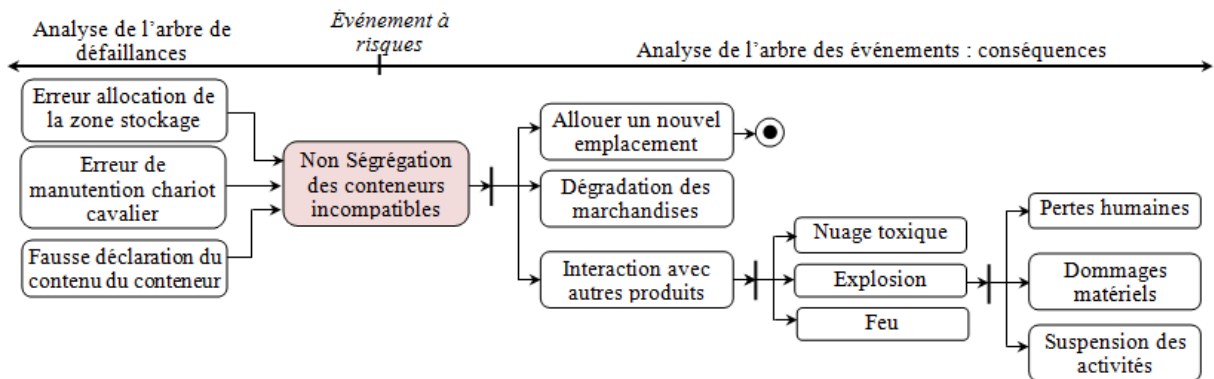 Analyse de l'arbre de
défaillances
Événement à
risques
Analyse de l'arbre des événements : conséquences
Erreur allocation de
la zone stockage
Erreur de
manutention chariot
cavalier
Fausse déclaration du
contenu du conteneur
Non Ségrégation
des conteneurs
incompatibles
Allouer un nouvel
emplacement
Dégradation des
marchandises
Interaction avec
autres produits
Nuage toxique
Explosion
Feu
Pertes humaines
Dommages
matériels
Suspension des
activités